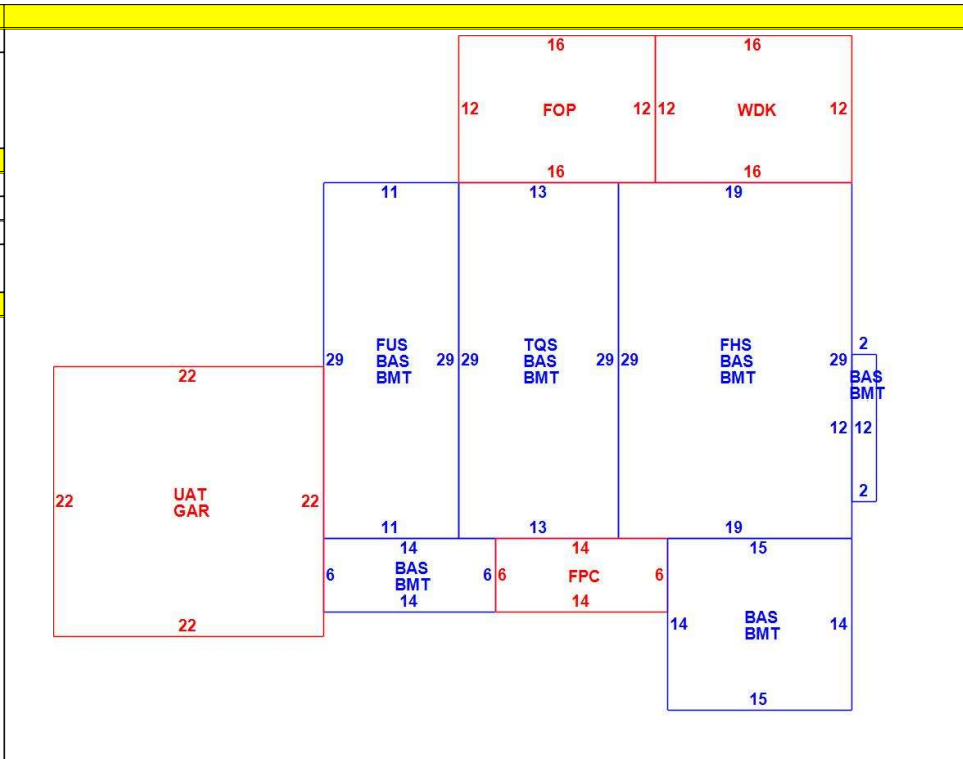 16 16
12 FOP 12 12 WDK 12
16 16
11 13 19
FUS TQS FHS
29 BAS 29 29 BAS 29 29 BAS 29
BMT BMT BMT
2
BAS
BMT
12 12
2
22
22 UAT 22
GAR
22
11 13 19
14 14 15
6 BAS 6 6 FPC 6
BMT
14 14
14 BAS 14
BMT
15